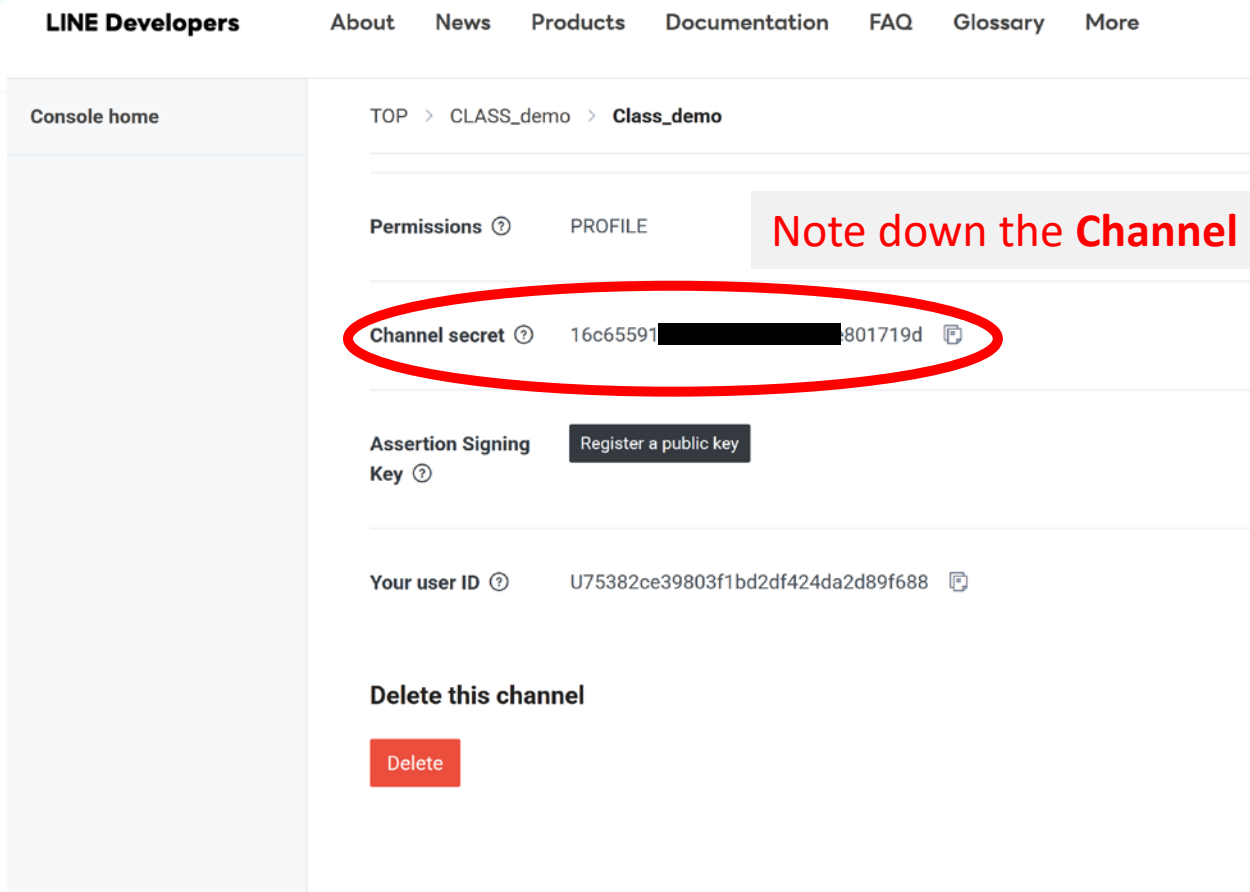 LINE Developers About News Products Documentation FAQ Glossary More
Console home
TOP > CLASS_demo > Class_demo
Permissions ? PROFILE
Note down the Channel
Channel secret ? 16c65591 801719d
Assertion Signing
Key ?
Register a public key
Your user ID ? U75382ce39803f1bd2df424da2d89f688
Delete this channel
Delete